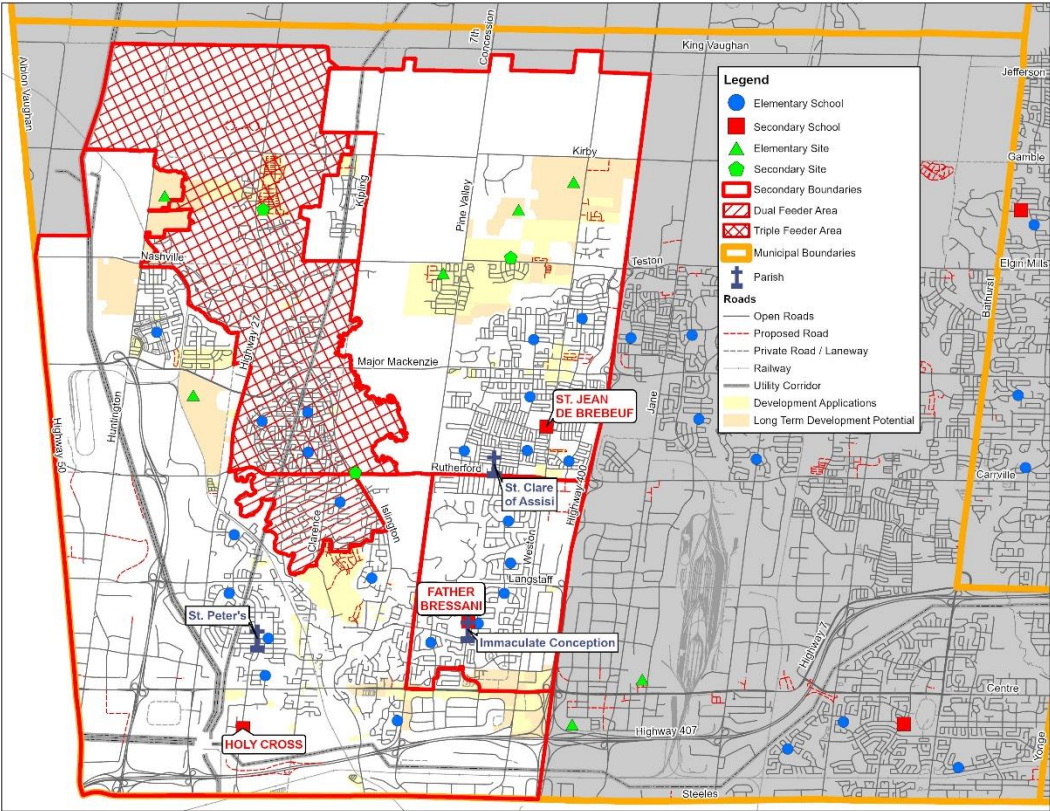 7th
Concession
King Vaughan
Albion Vaughan
Jefferson
Legend
Elementary School
Secondary School
Elementary Site
Secondary Site
Secondary Boundaries
Dual Feeder Area
Triple Feeder Area
Municipal Boundaries
Parish
Roads
Open Roads
Proposed Road
Private Road / Laneway
Railway
Utility Corridor
Development Applications
Long Term Development Potential
Kirby
Gamble
Kipling
Pine Valley
Nashville
Teston
Elgin Mills
Bathurst
Highway 27
Major Mackenzie
Huntington
Highway 50
Jane
ST. JEAN
DE BREBEUF
Rutherford
St. Clare
of Assisi
Highway 400
Carrville
Clarence
Islington
Weston
Langstaff
FATHER
BRESSANI
St. Peter's
Immaculate Conception
Highway 7
Centre
HOLY CROSS
Highway 407
Yonge
Steeles